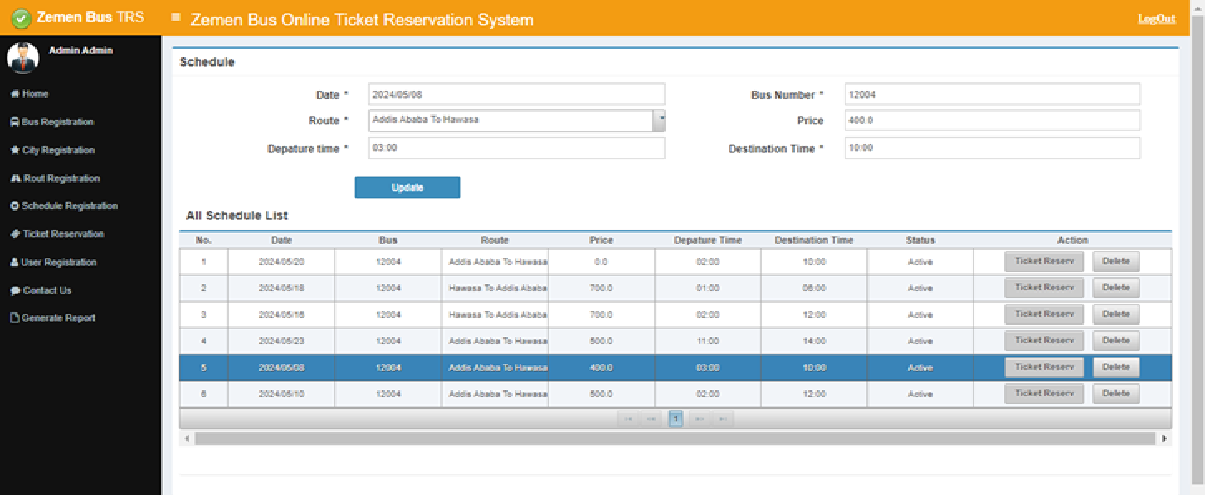 Zemen Bus TRS
Zemen Bus Online Ticket Reservation System
LogOut
Admin Admin
Home
Bus Registration
City Registration
Rout Registration
Schedule Registration
Ticket Reservation
User Registration
Contact Us
Generate Report
Schedule
Date * 2024/05/08 Bus Number * 12004
Route * Addis Ababa To Hawasa Price 400.0
Depature time * 03:00 Destination Time * 10:00
Update
All Schedule List
No. Date Bus Route Price Depature Time Destination Time Status Action
1 2024/05/20 12004 Addis Ababa To Hawasa 0.0 02:00 10:00 Active Ticket Reserv Delete
2 2024/05/18 12004 Hawasa To Addis Ababa 700.0 01:00 08:00 Active Ticket Reserv Delete
3 2024/05/16 12004 Hawasa To Addis Ababa 700.0 02:00 12:00 Active Ticket Reserv Delete
4 2024/05/23 12004 Addis Ababa To Hawasa 500.0 11:00 14:00 Active Ticket Reserv Delete
5 2024/05/08 12004 Addis Ababa To Hawasa 400.0 03:00 10:00 Active Ticket Reserv Delete
6 2024/05/10 12004 Addis Ababa To Hawasa 500.0 02:00 12:00 Active Ticket Reserv Delete
1